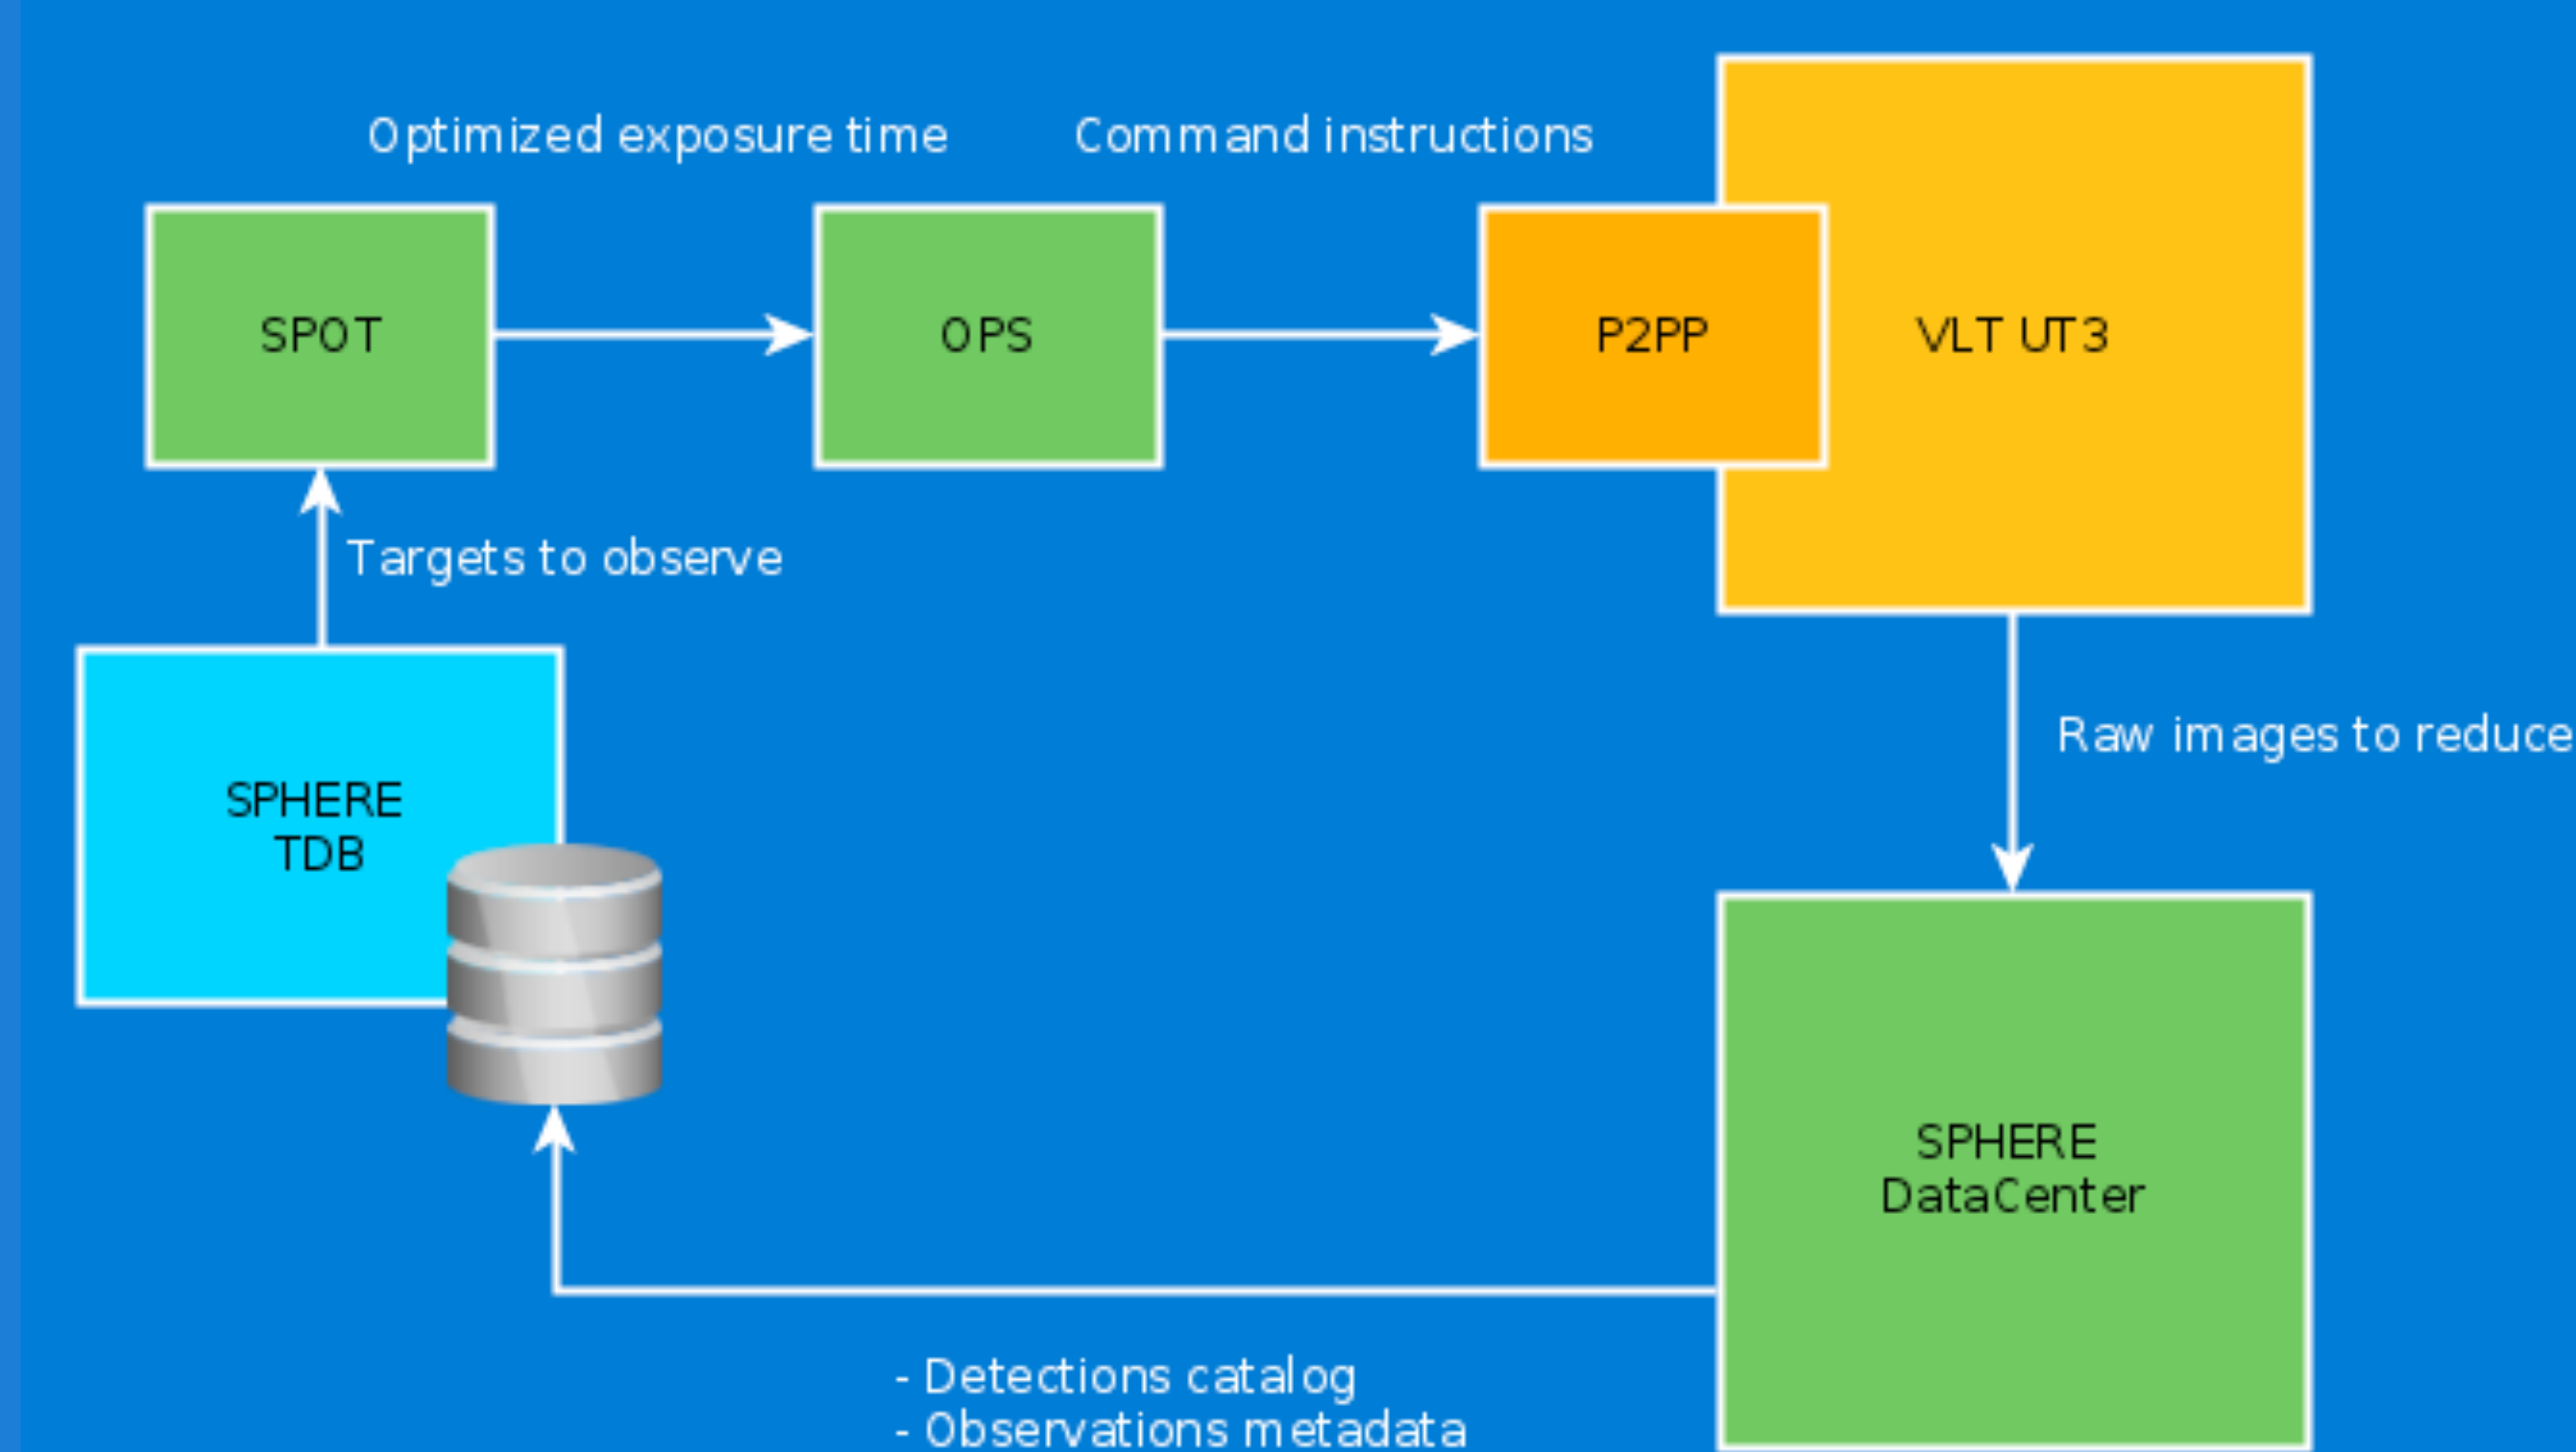 Optimized exposure time
Command instructions
SPOT
OPS
P2PP
VLT UT3
Targets to observe
Raw images to reduce
SPHERE
TDB
SPHERE
DataCenter
- Detections catalog
- Observations metadata